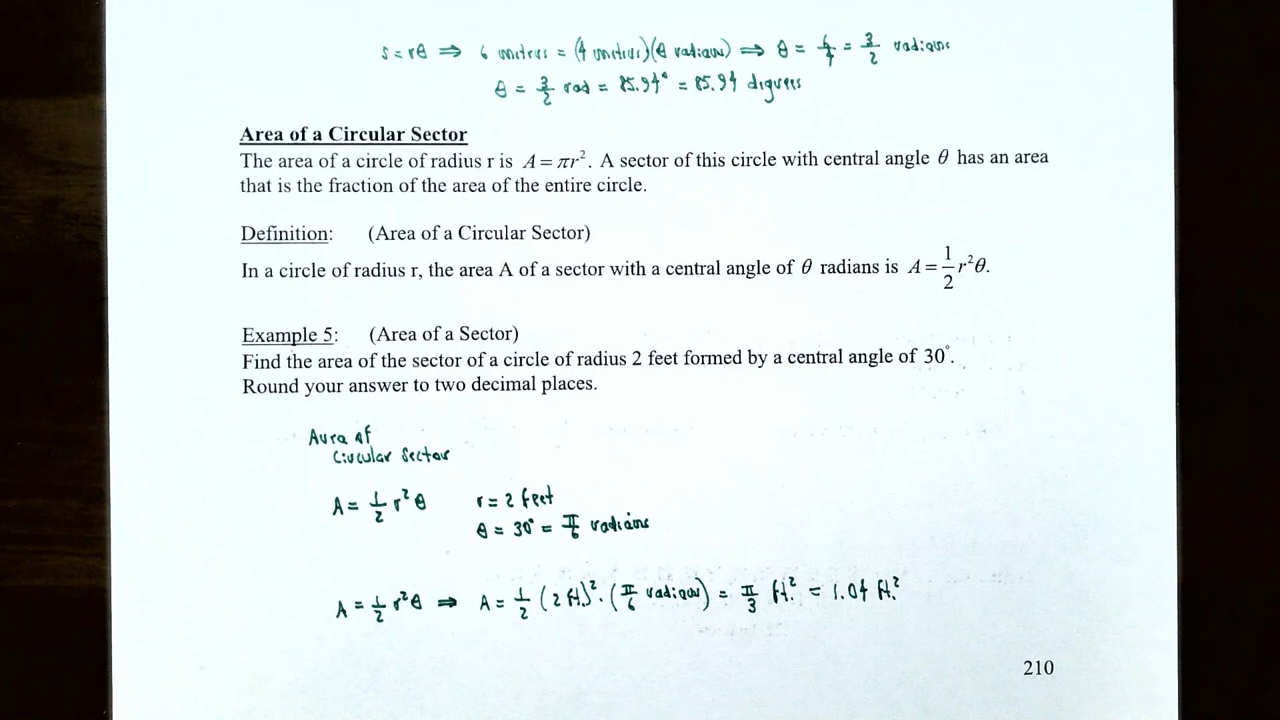 s = rθ ⟹ 6 metres = (4 metres)(θ radians) ⟹ θ = 6/4 = 3/2 radians
θ = 3/2 rad = 85.94° = 85.94 degrees
Area of a Circular Sector
The area of a circle of radius r is A = πr². A sector of this circle with central angle θ has an area
that is the fraction of the area of the entire circle.
Definition: (Area of a Circular Sector)
In a circle of radius r, the area A of a sector with a central angle of θ radians is A = 1/2 r²θ.
Example 5: (Area of a Sector)
Find the area of the sector of a circle of radius 2 feet formed by a central angle of 30°.
Round your answer to two decimal places.
Area of
Circular Sector
A = 1/2 r²θ r = 2 feet
θ = 30° = π/6 radians
A = 1/2 r²θ ⟹ A = 1/2 (2 ft.)² · (π/6 radians) = π/3 ft.² = 1.04 ft.²
210